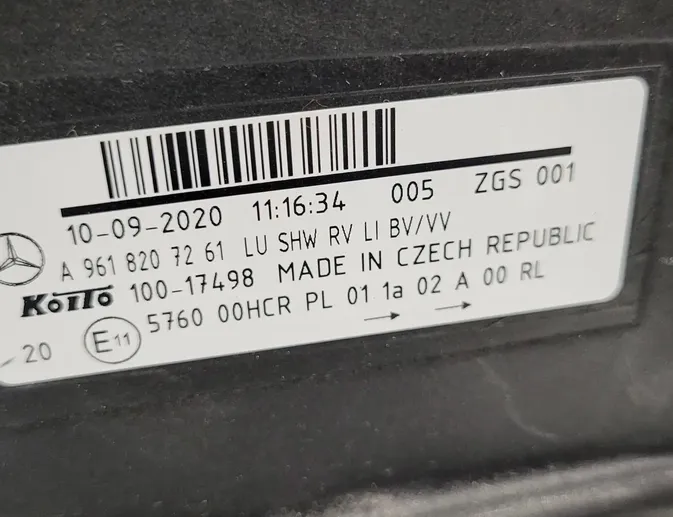 10-09-2020 11:16:34 005 ZGS 001
A 961 820 72 61 LU SHW RV LI BV/VV
100-17498 MADE IN CZECH REPUBLIC
5760 00HCR PL 01 1a 02 A 00 RL
- 20 E11